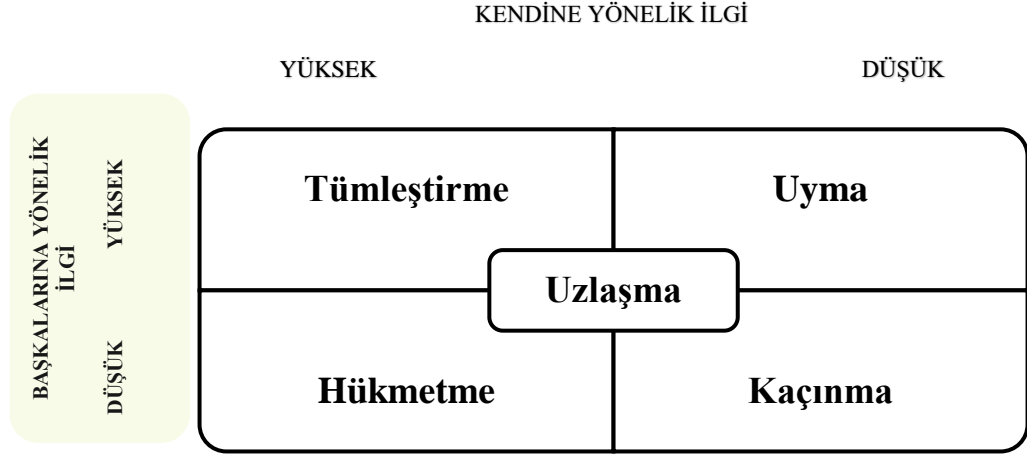 KENDİNE YÖNELİK İLGİ
YÜKSEK
DÜŞÜK
BAŞKALARINA YÖNELİK
İLGİ
YÜKSEK
DÜŞÜK
Tümleştirme
Uyma
Uzlaşma
Hükmetme
Kaçınma